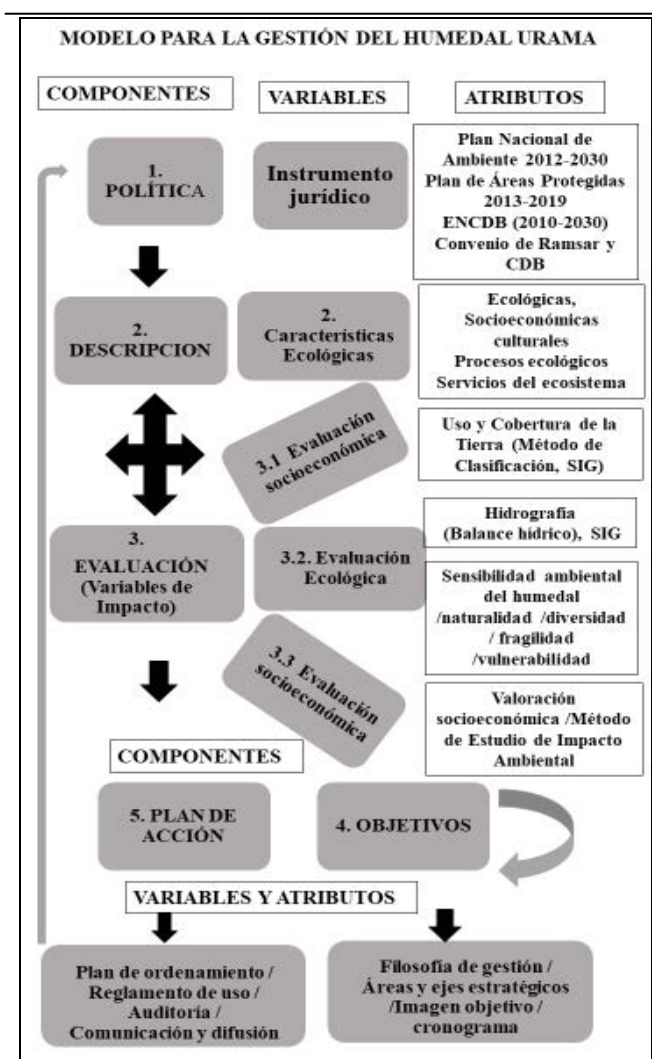 MODELO PARA LA GESTIÓN DEL HUMEDAL URAMA
COMPONENTES
VARIABLES
ATRIBUTOS
1.
POLÍTICA
Instrumento
jurídico
Plan Nacional de
Ambiente 2012-2030
Plan de Áreas Protegidas
2013-2019
ENCDB (2010-2030)
Convenio de Ramsar y
CDB
2.
DESCRIPCION
2.
Características
Ecológicas
Ecológicas,
Socioeconómicas
culturales
Procesos ecológicos
Servicios del ecosistema
3.1 Evaluación
socioeconómica
Uso y Cobertura de la
Tierra (Método de
Clasificación, SIG)
3.
EVALUACIÓN
(Variables de
Impacto)
3.2. Evaluación
Ecológica
Hidrografia
(Balance hídrico), SIG
Sensibilidad ambiental
del humedal
/naturalidad /diversidad
/ fragilidad
/vulnerabilidad
3.3 Evaluación
socioeconómica
Valoración
socioeconómica /Método
de Estudio de Impacto
Ambiental
COMPONENTES
5. PLAN DE
ACCIÓN
4. OBJETIVOS
VARIABLES Y ATRIBUTOS
Plan de ordenamiento /
Reglamento de uso /
Auditoría /
Comunicación y difusión
Filosofía de gestión /
Áreas y ejes estratégicos
/Imagen objetivo /
cronograma